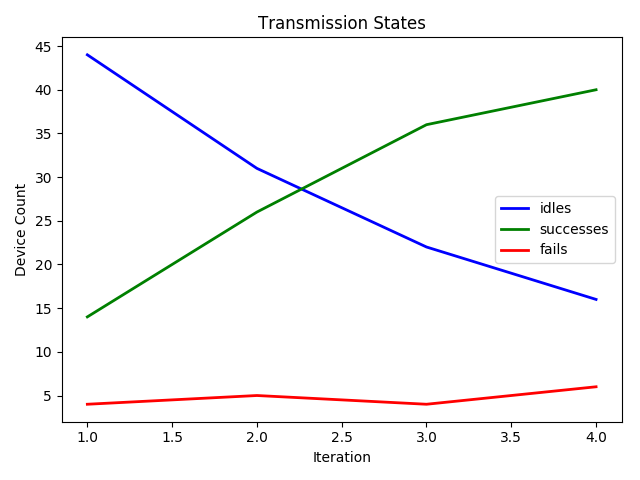 Transmission States
45
40
35
30
25
20
15
10
5
Device Count
idles
successes
fails
1.0 1.5 2.0 2.5 3.0 3.5 4.0
Iteration